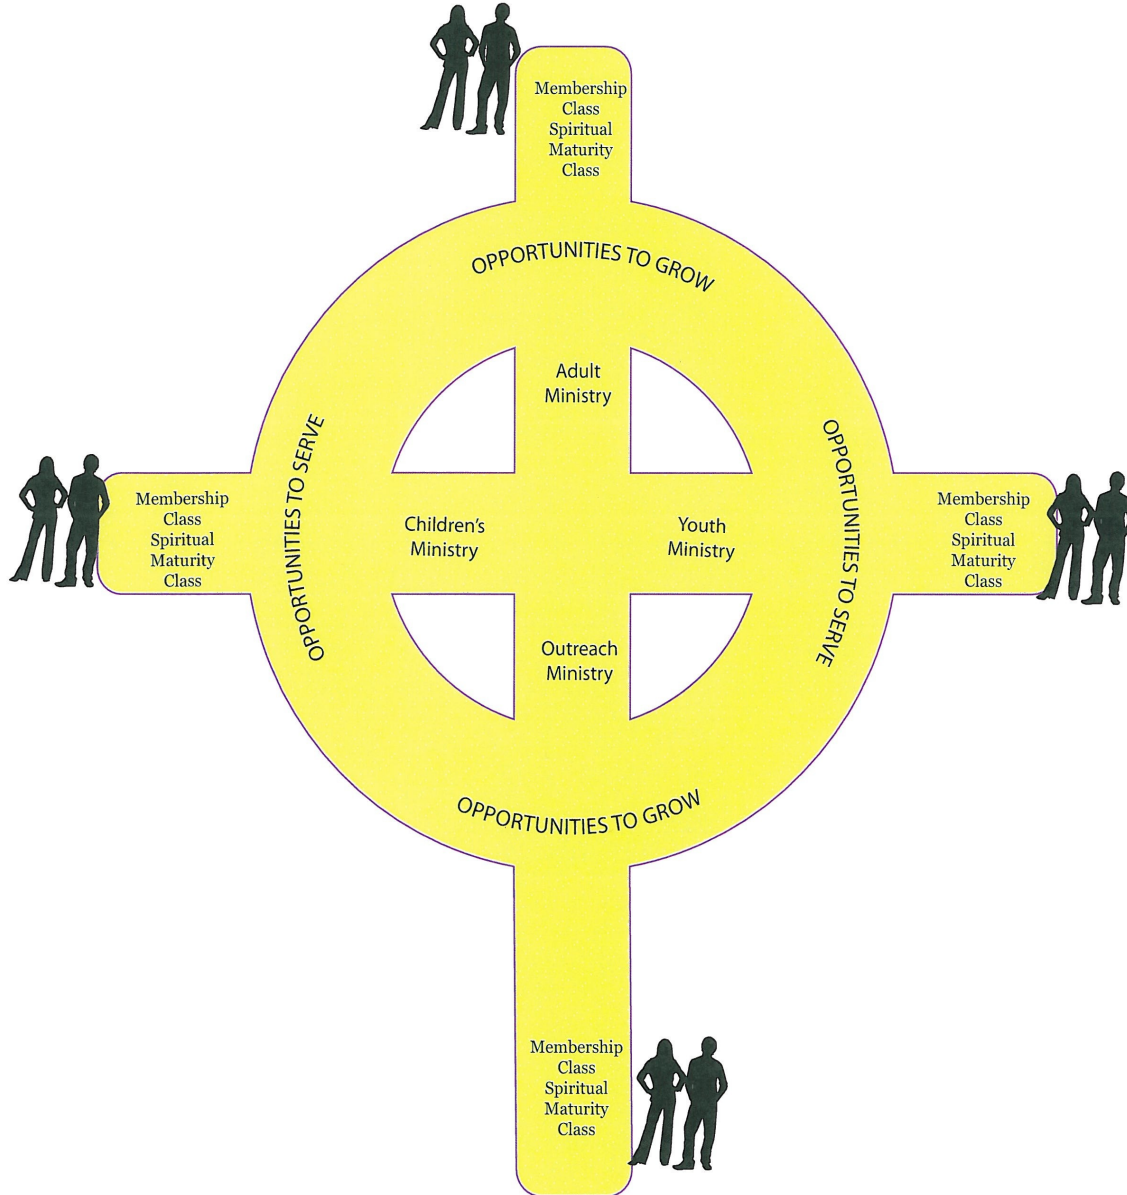 Membership
Class
Spiritual
Maturity
Class
OPPORTUNITIES TO GROW
Adult
Ministry
OPPORTUNITIES TO SERVE
OPPORTUNITIES TO SERVE
Membership
Class
Spiritual
Maturity
Class
Children's
Ministry
Youth
Ministry
Membership
Class
Spiritual
Maturity
Class
Outreach
Ministry
OPPORTUNITIES TO GROW
Membership
Class
Spiritual
Maturity
Class